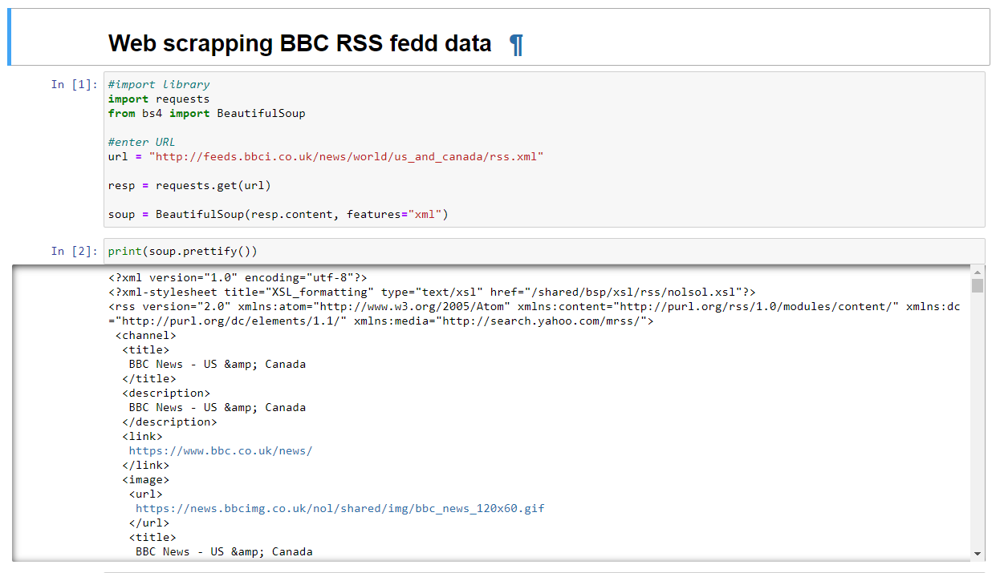 Web scrapping BBC RSS fedd data ¶
In [1]:
#import library
import requests
from bs4 import BeautifulSoup
#enter URL
url = "http://feeds.bbci.co.uk/news/world/us_and_canada/rss.xml"
resp = requests.get(url)
soup = BeautifulSoup(resp.content, features="xml")
In [2]:
print(soup.prettify())
<?xml version="1.0" encoding="utf-8"?>
<?xml-stylesheet title="XSL_formatting" type="text/xsl" href="/shared/bsp/xsl/rss/nolsol.xsl"?>
<rss version="2.0" xmlns:atom="http://www.w3.org/2005/Atom" xmlns:content="http://purl.org/rss/1.0/modules/content/" xmlns:dc
="http://purl.org/dc/elements/1.1/" xmlns:media="http://search.yahoo.com/mrss/">
<channel>
<title>
BBC News - US &amp; Canada
</title>
<description>
BBC News - US &amp; Canada
</description>
<link>
https://www.bbc.co.uk/news/
</link>
<image>
<url>
https://news.bbcimg.co.uk/nol/shared/img/bbc_news_120x60.gif
</url>
<title>
BBC News - US &amp; Canada